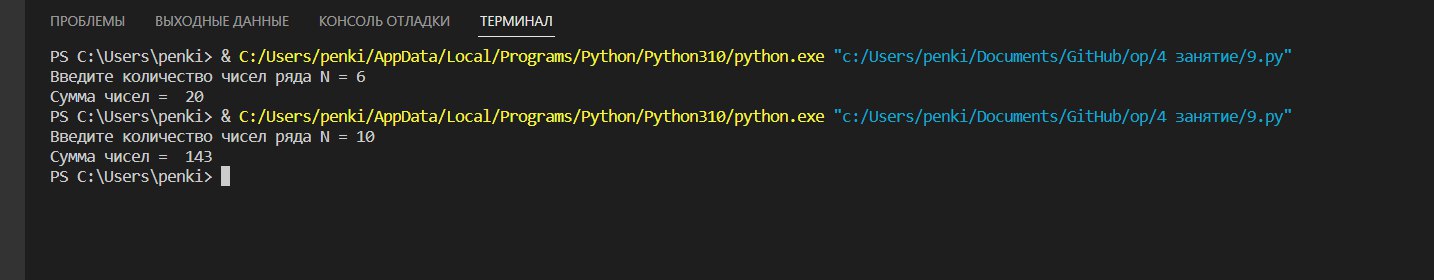 ПРОБЛЕМЫ ВЫХОДНЫЕ ДАННЫЕ КОНСОЛЬ ОТЛАДКИ ТЕРМИНАЛ
PS C:\Users\penki> & C:/Users/penki/AppData/Local/Programs/Python/Python310/python.exe "c:/Users/penki/Documents/GitHub/op/4 занятие/9.py"
Введите количество чисел ряда N = 6
Сумма чисел =  20
PS C:\Users\penki> & C:/Users/penki/AppData/Local/Programs/Python/Python310/python.exe "c:/Users/penki/Documents/GitHub/op/4 занятие/9.py"
Введите количество чисел ряда N = 10
Сумма чисел =  143
PS C:\Users\penki>